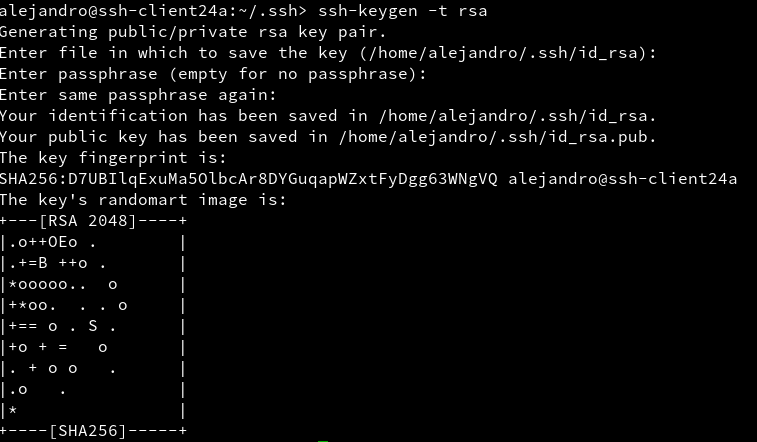 alejandro@ssh-client24a:~/.ssh> ssh-keygen -t rsa
Generating public/private rsa key pair.
Enter file in which to save the key (/home/alejandro/.ssh/id_rsa):
Enter passphrase (empty for no passphrase):
Enter same passphrase again:
Your identification has been saved in /home/alejandro/.ssh/id_rsa.
Your public key has been saved in /home/alejandro/.ssh/id_rsa.pub.
The key fingerprint is:
SHA256:D7UBIlqExuMa5OlbcAr8DYGuqapWZxtFyDgg63WNgVQ alejandro@ssh-client24a
The key's randomart image is:
+---[RSA 2048]----+
|.o++OEo .        |
|.+=B ++o .       |
|*ooooo..  o      |
|+*oo.  . . o     |
|+== o . S .      |
|+o + =   o       |
|. + o o   .      |
|.o   .           |
|*                |
+----[SHA256]-----+